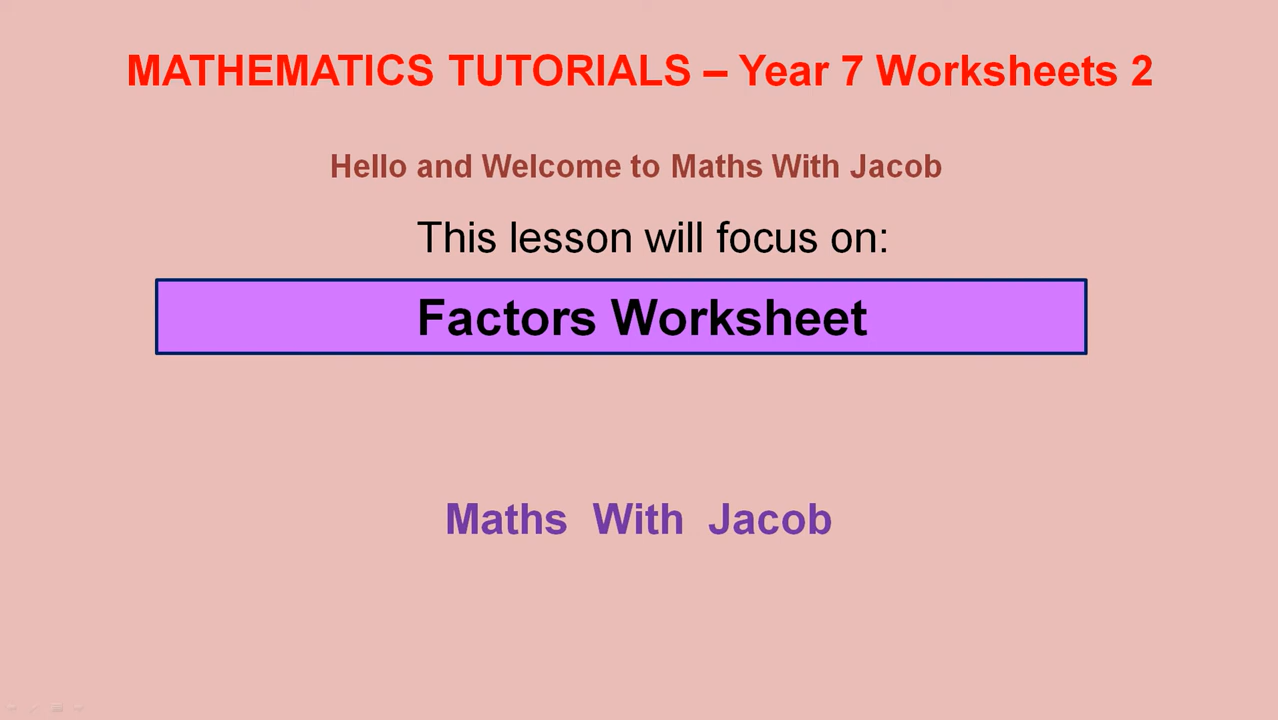 MATHEMATICS TUTORIALS – Year 7 Worksheets 2
Hello and Welcome to Maths With Jacob
This lesson will focus on:
Factors Worksheet
Maths With Jacob